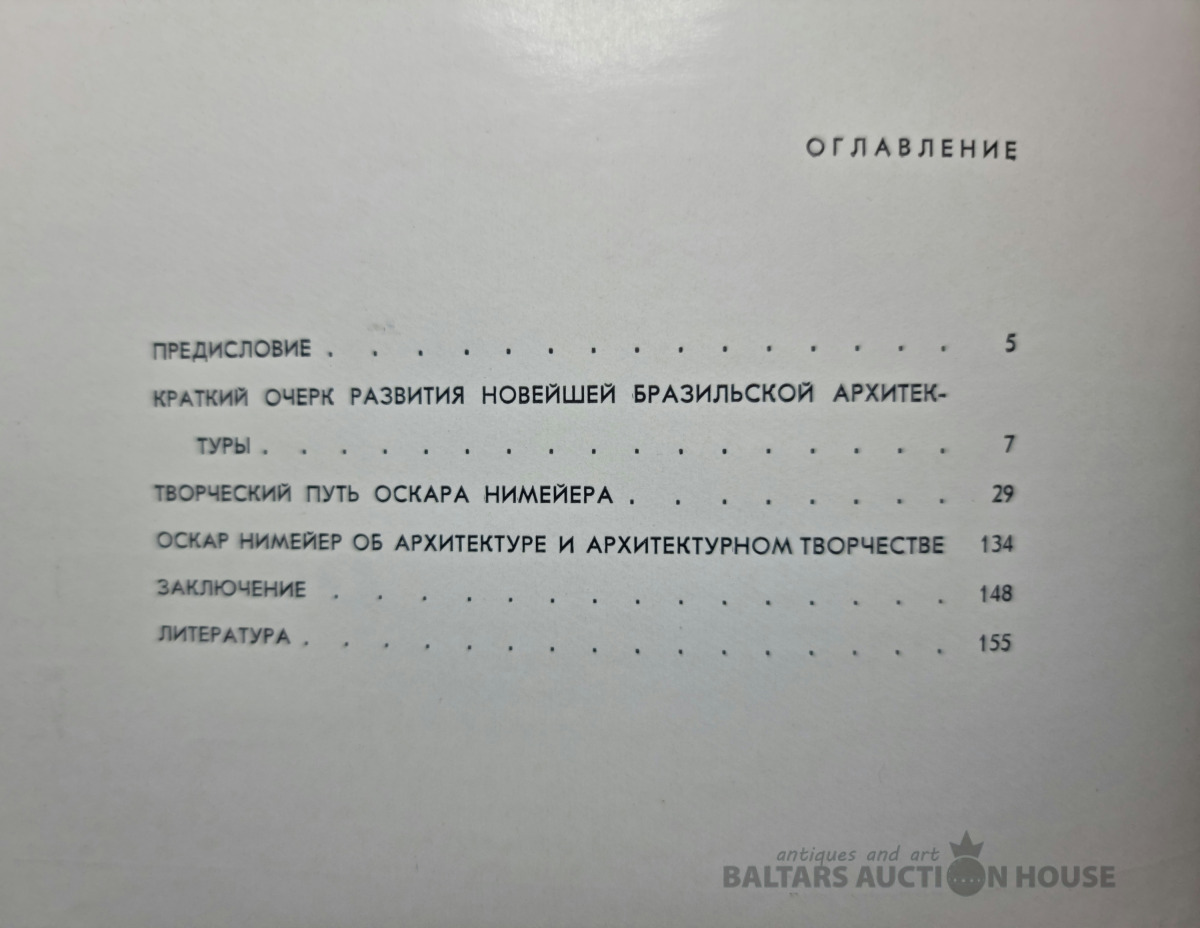 ОГЛАВЛЕНИЕ
ПРЕДИСЛОВИЕ . . . . . . . . . . . . . . . 5
КРАТКИЙ ОЧЕРК РАЗВИТИЯ НОВЕЙШЕЙ БРАЗИЛЬСКОЙ АРХИТЕК-
ТУРЫ . . . . . . . . . . . . . . . . . 7
ТВОРЧЕСКИЙ ПУТЬ ОСКАРА НИМЕЙЕРА . . . . . . . . 29
ОСКАР НИМЕЙЕР ОБ АРХИТЕКТУРЕ И АРХИТЕКТУРНОМ ТВОРЧЕСТВЕ 134
ЗАКЛЮЧЕНИЕ . . . . . . . . . . . . . . . 148
ЛИТЕРАТУРА . . . . . . . . . . . . . . . . 155
antiques and art
BALTARS AUCTION HOUSE